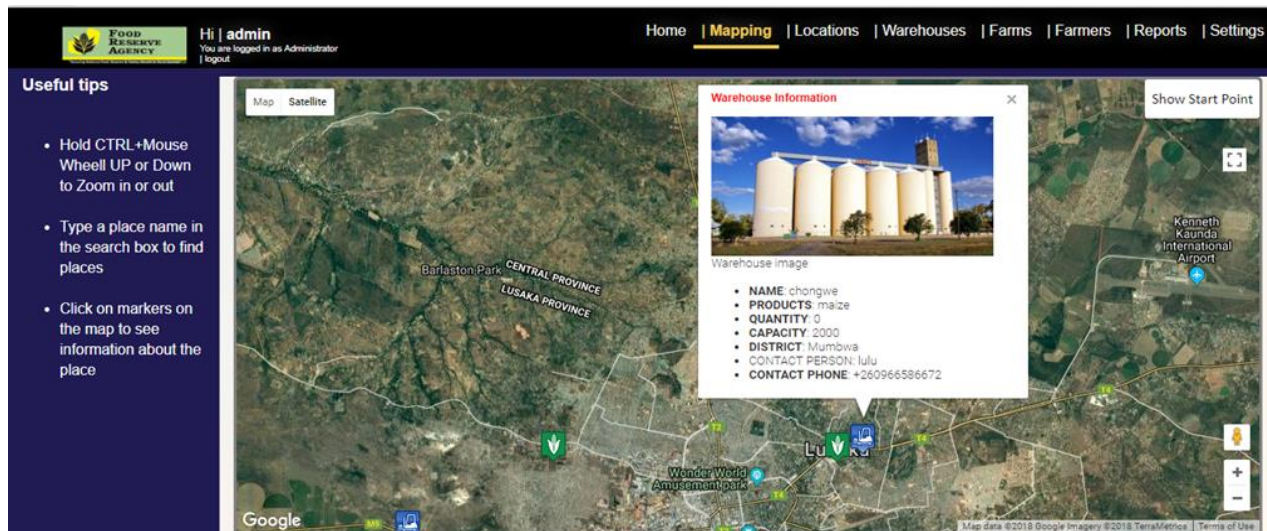 FOOD
RESERVE
AGENCY
Hi | admin
You are logged in as Administrator
| logout
Home | Mapping | Locations | Warehouses | Farms | Farmers | Reports | Settings
Useful tips
• Hold CTRL+Mouse
Wheell UP or Down
to Zoom in or out
• Type a place name in
the search box to find
places
• Click on markers on
the map to see
information about the
place
Map Satellite
Show Start Point
Warehouse Information
Warehouse image
• NAME: chongwe
• PRODUCTS: maize
• QUANTITY: 0
• CAPACITY: 2000
• DISTRICT: Mumbwa
• CONTACT PERSON: lulu
• CONTACT PHONE: +260966586672
Kenneth
Kaunda
International
Airport
Barlaston Park
CENTRAL PROVINCE
LUSAKA PROVINCE
T4
T2
T4
Wonder World
Amusement park
T4
T2
M9
Google
Map data ©2018 Google Imagery ©2018 TerraMetrics | Terms of Use